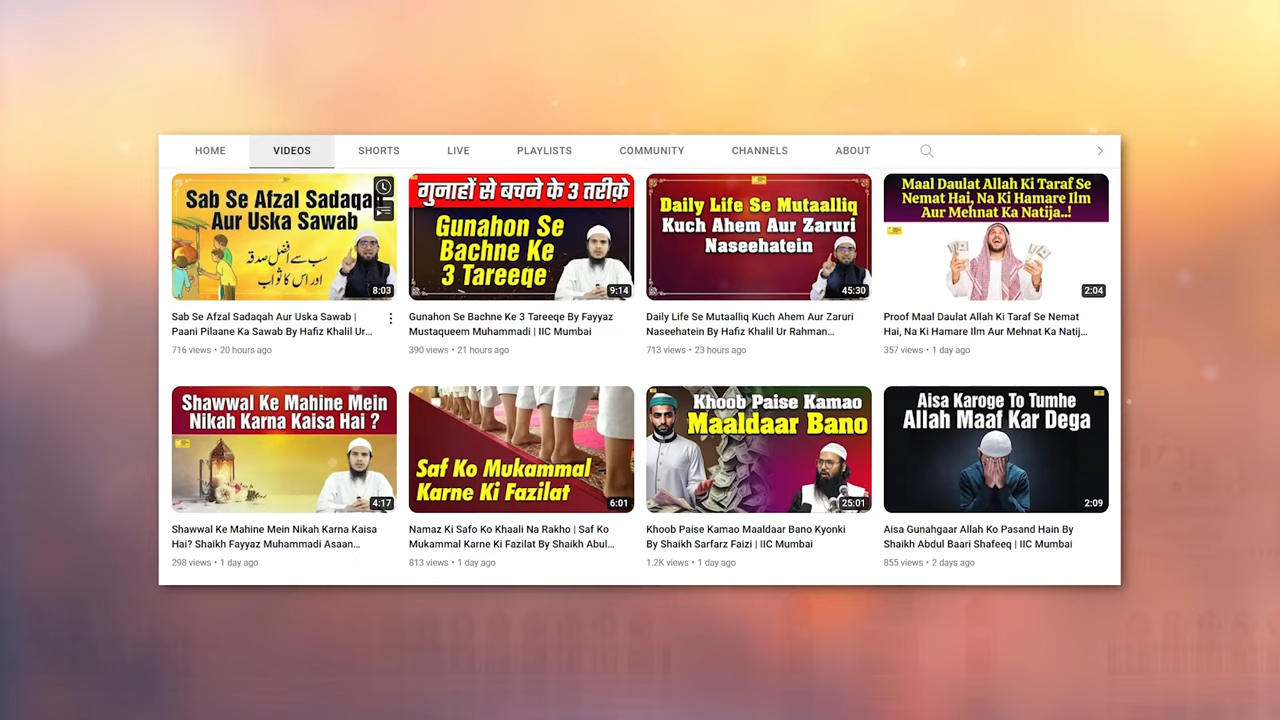 HOME VIDEOS SHORTS LIVE PLAYLISTS COMMUNITY CHANNELS ABOUT
Sab Se Afzal Sadaqah
Aur Uska Sawab
سب سے افضل صدقہ
اور اس کا ثواب
8:03
गुनाहों से बचने के 3 तरीक़े
Gunahon Se
Bachne Ke
3 Tareeqe
9:14
Daily Life Se Mutaalliq
Kuch Ahem Aur Zaruri
Naseehatein
45:30
Maal Daulat Allah Ki Taraf Se
Nemat Hai, Na Ki Hamare Ilm
Aur Mehnat Ka Natija..!
2:04
Sab Se Afzal Sadaqah Aur Uska Sawab |
Paani Pilaane Ka Sawab By Hafiz Khalil Ur...
716 views • 20 hours ago
Gunahon Se Bachne Ke 3 Tareeqe By Fayyaz
Mustaqueem Muhammadi | IIC Mumbai
390 views • 21 hours ago
Daily Life Se Mutaalliq Kuch Ahem Aur Zaruri
Naseehatein By Hafiz Khalil Ur Rahman...
713 views • 23 hours ago
Proof Maal Daulat Allah Ki Taraf Se Nemat
Hai, Na Ki Hamare Ilm Aur Mehnat Ka Natij...
357 views • 1 day ago
Shawwal Ke Mahine Mein
Nikah Karna Kaisa Hai ?
4:17
Saf Ko Mukammal
Karne Ki Fazilat
6:01
Khoob Paise Kamao
Maaldaar Bano
25:01
Aisa Karoge To Tumhe
Allah Maaf Kar Dega
2:09
Shawwal Ke Mahine Mein Nikah Karna Kaisa
Hai? Shaikh Fayyaz Muhammadi Asaan...
298 views • 1 day ago
Namaz Ki Safo Ko Khaali Na Rakho | Saf Ko
Mukammal Karne Ki Fazilat By Shaikh Abul...
813 views • 1 day ago
Khoob Paise Kamao Maaldaar Bano Kyonki
By Shaikh Sarfarz Faizi | IIC Mumbai
1.2K views • 1 day ago
Aisa Gunahgaar Allah Ko Pasand Hain By
Shaikh Abdul Baari Shafeeq | IIC Mumbai
855 views • 2 days ago